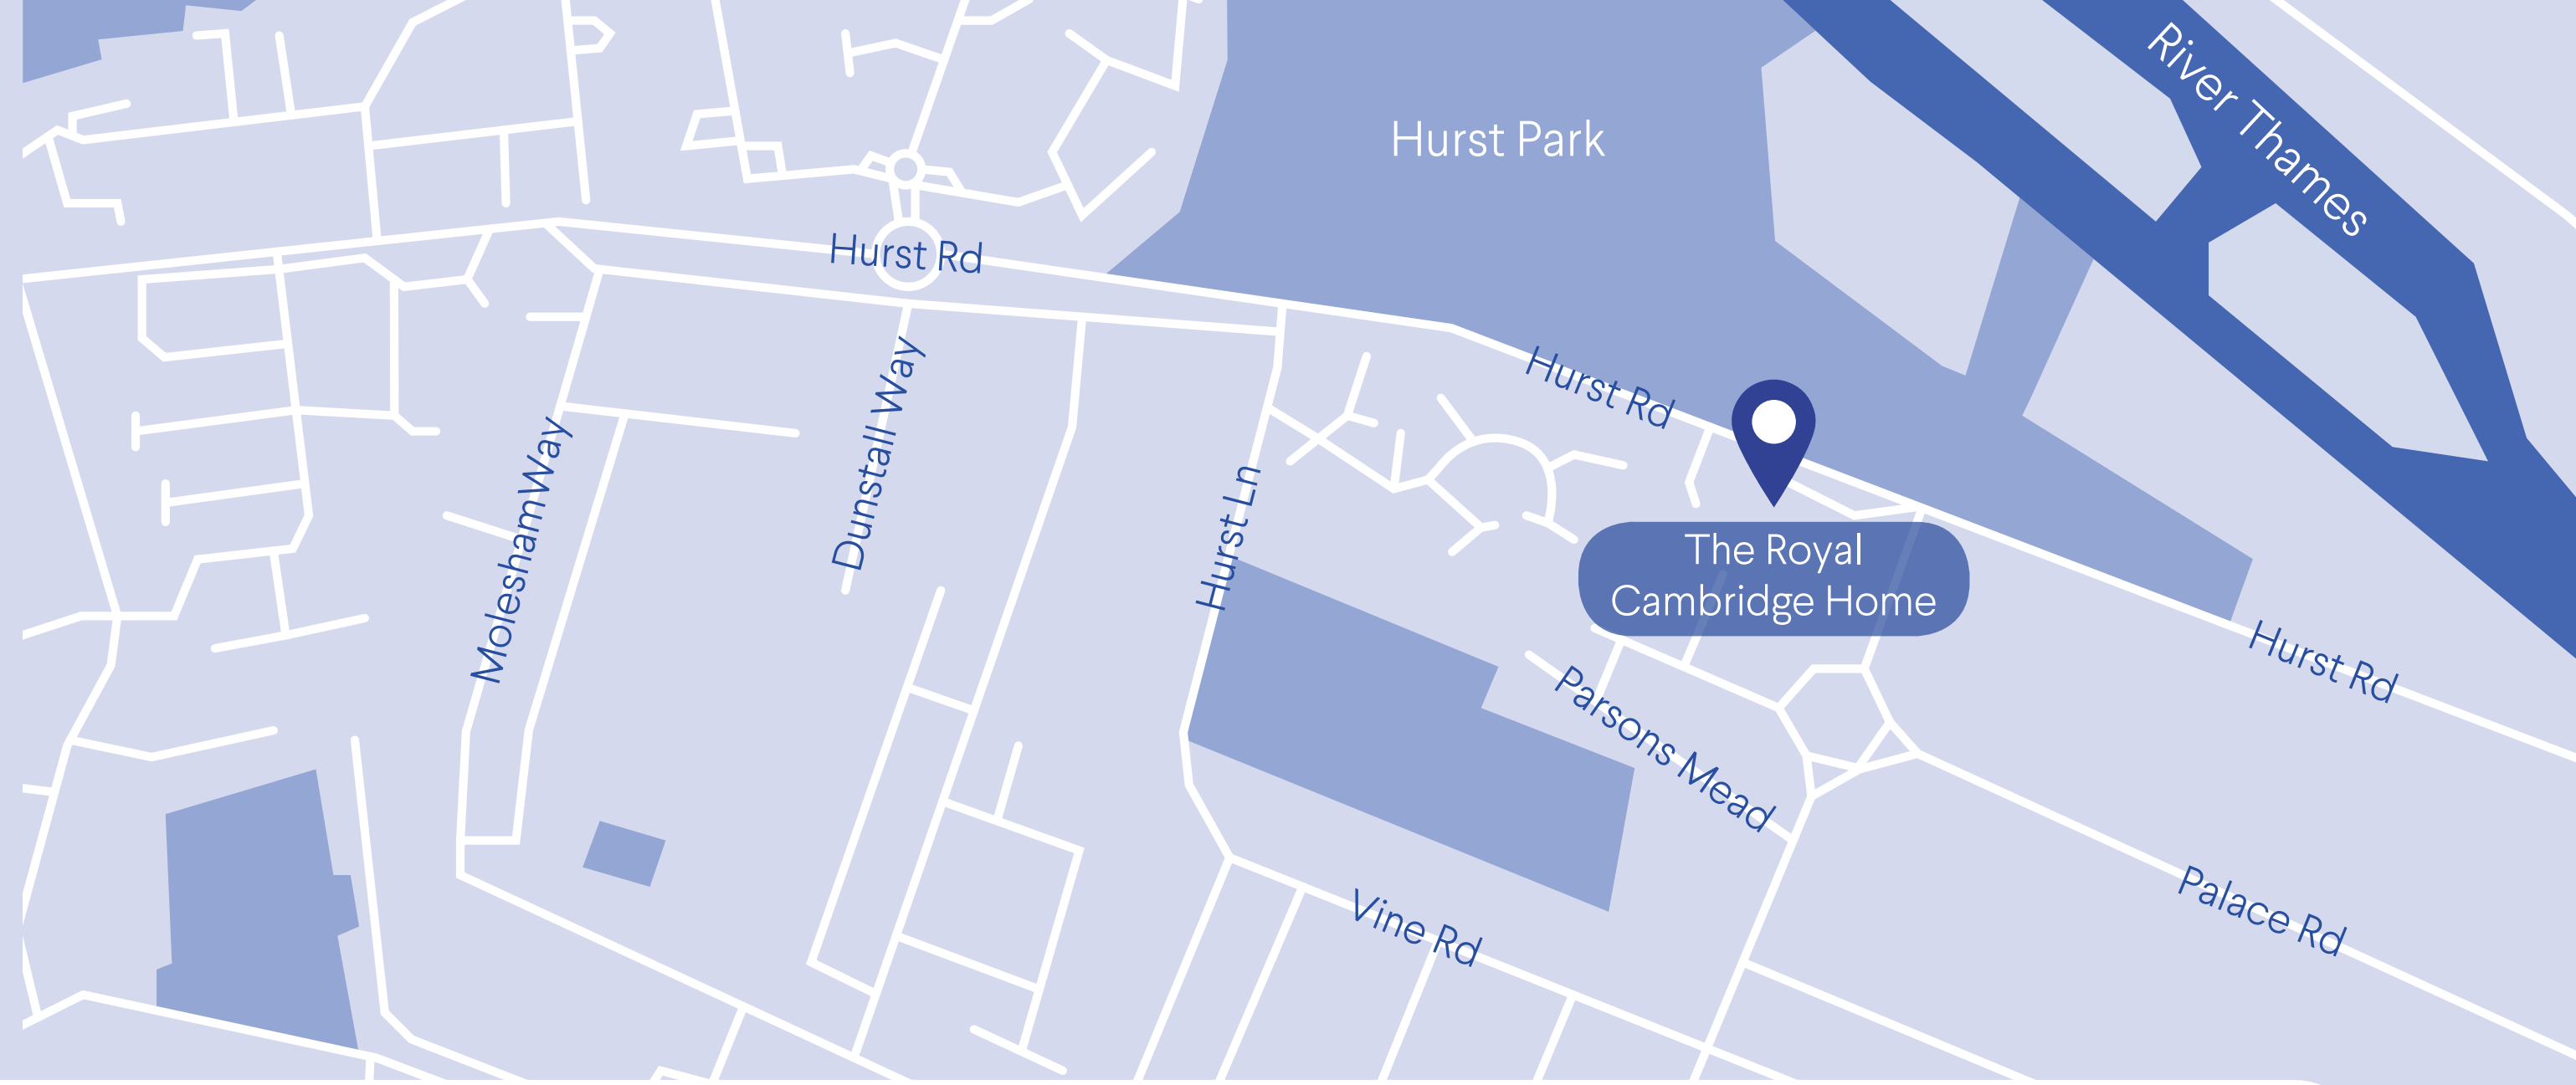 River Thames
Hurst Park
Hurst Rd
Hurst Rd
Dunstall Way
MoleshamWay
Hurst Ln
The Royal
Cambridge Home
Hurst Rd
Parsons Mead
Vine Rd
Palace Rd